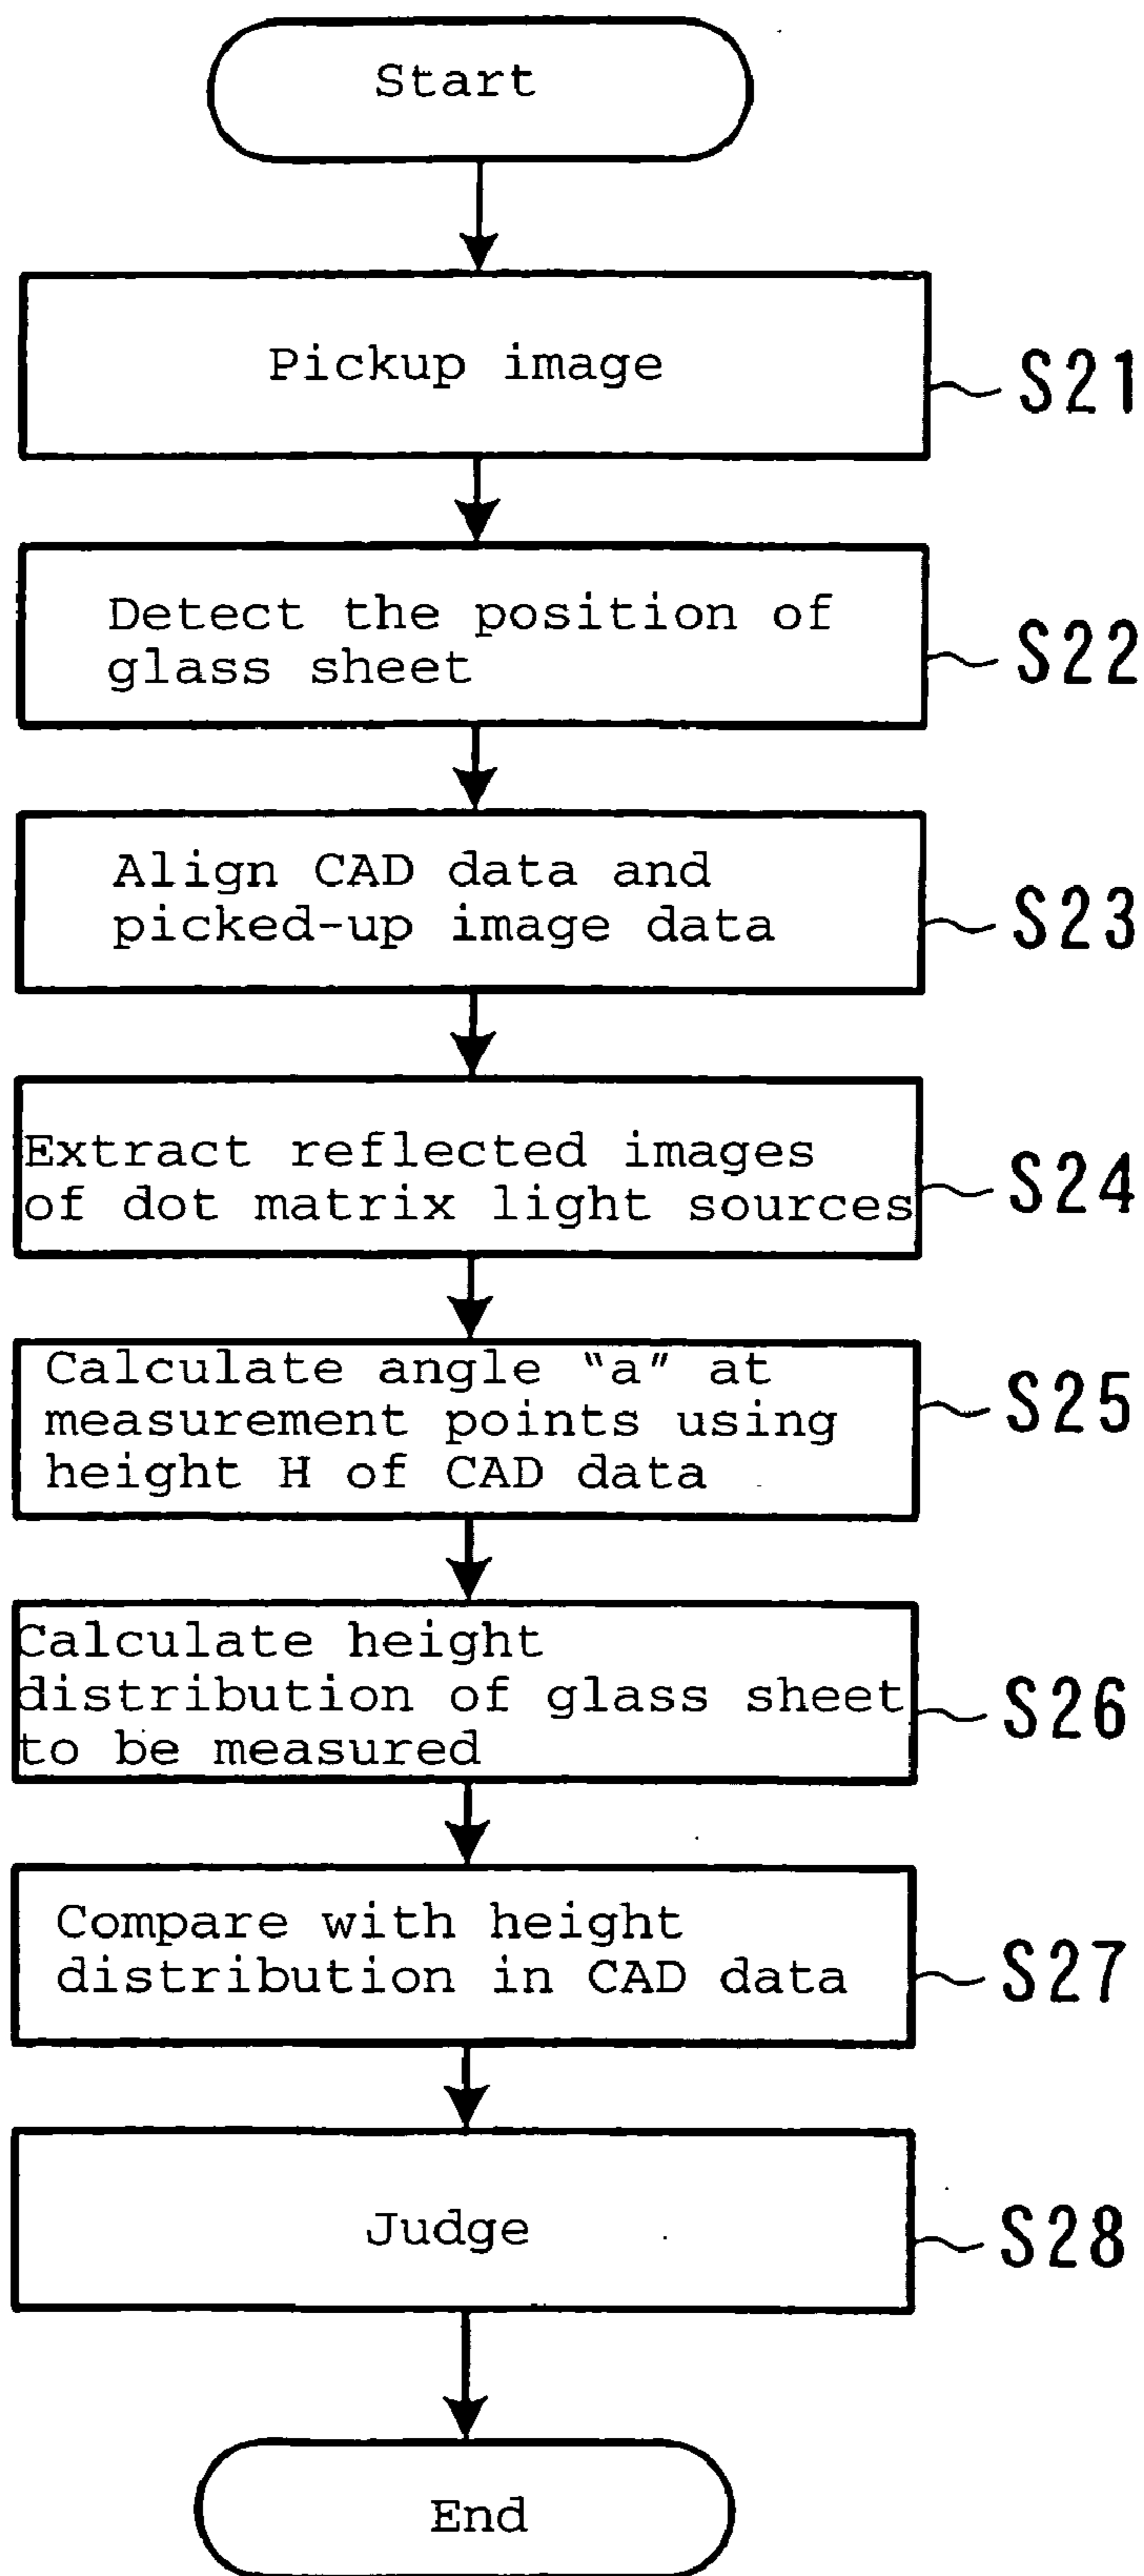 Start
Pickup image
S21
Detect the position of
glass sheet
S22
Align CAD data and
picked-up image data
S23
Extract reflected images
of dot matrix light sources
S24
Calculate angle "a" at
measurement points using
height H of CAD data
S25
Calculate height
distribution of glass sheet
to be measured
S26
Compare with height
distribution in CAD data
S27
Judge
S28
End